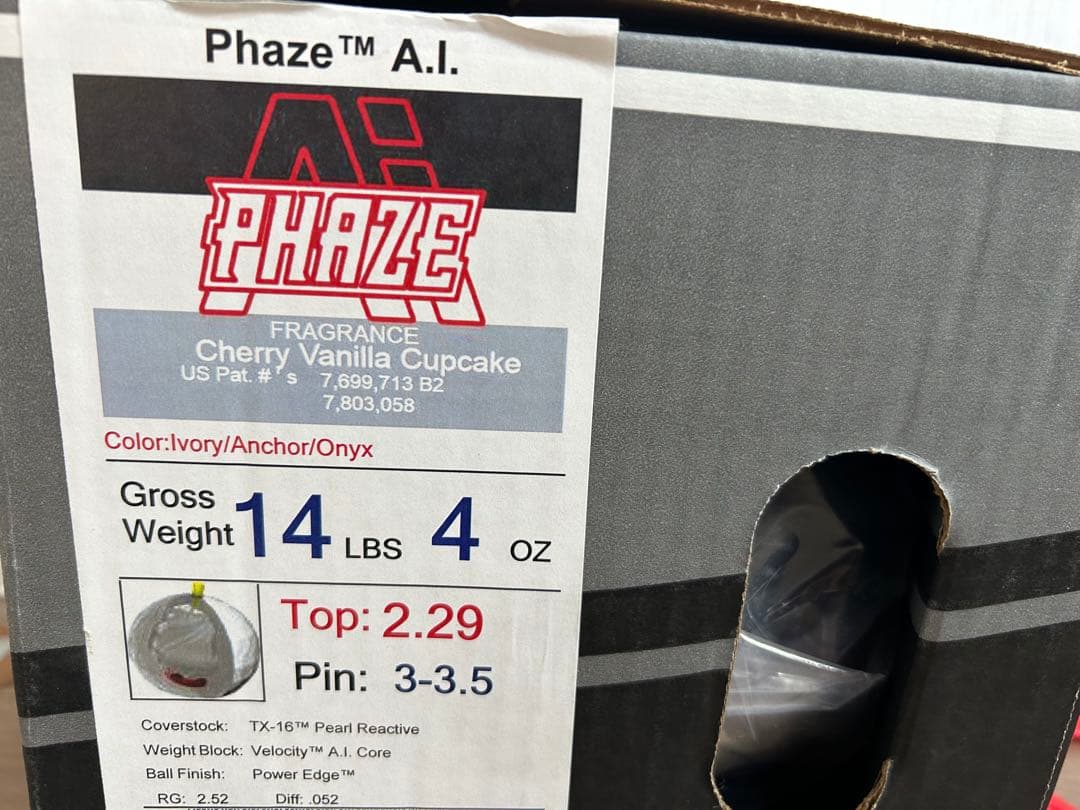 Phaze™ A.I.
A.I.
PHAZE
FRAGRANCE
Cherry Vanilla Cupcake
US Pat. #'s 7,699,713 B2
7,803,058
Color:Ivory/Anchor/Onyx
Gross Weight 14 LBS 4 OZ
Top: 2.29
Pin: 3-3.5
Coverstock: TX-16™ Pearl Reactive
Weight Block: Velocity™ A.I. Core
Ball Finish: Power Edge™
RG: 2.52 Diff: .052